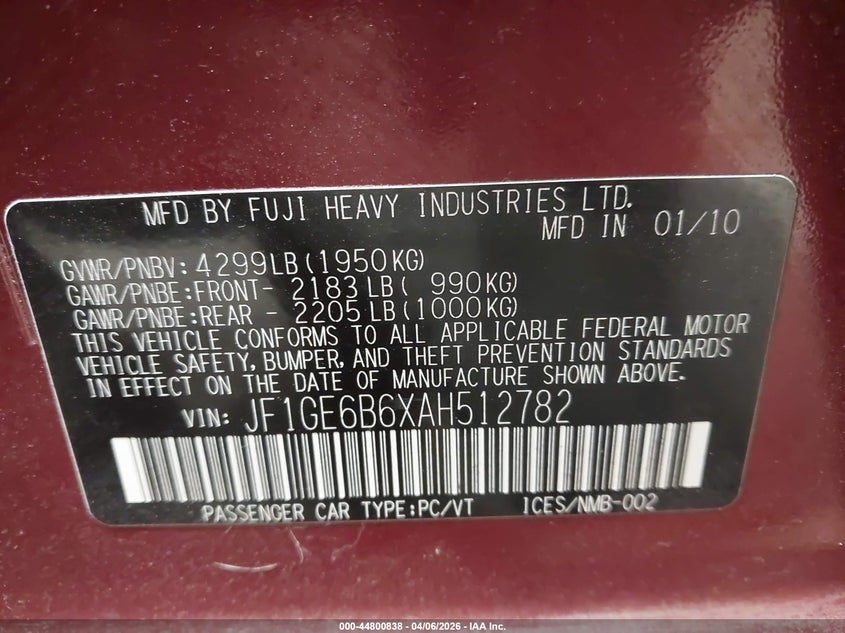 MFD BY FUJI HEAVY INDUSTRIES LTD.
MFD IN 01/10
GVWR/PNBV: 4299LB (1950KG)
GAWR/PNBE:FRONT- 2183LB ( 990KG)
GAWR/PNBE:REAR - 2205LB (1000KG)
THIS VEHICLE CONFORMS TO ALL APPLICABLE FEDERAL MOTOR
VEHICLE SAFETY, BUMPER, AND THEFT PREVENTION STANDARDS
IN EFFECT ON THE DATE OF MANUFACTURE SHOWN ABOVE.
VIN: JF1GE6B6XAH512782
PASSENGER CAR TYPE:PC/VT ICES/NMB-002
000-44800838 - 04/06/2026 - IAA Inc.